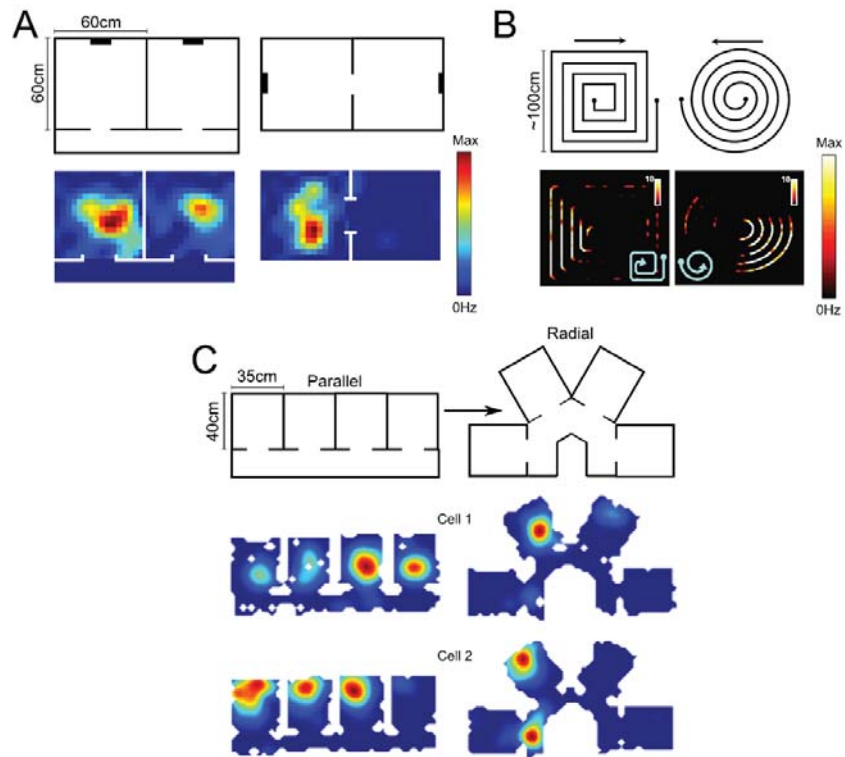 A
60cm
60cm
Max
0Hz
B
~100cm
10
10
Max
0Hz
C
35cm
Parallel
40cm
Radial
Cell 1
Cell 2